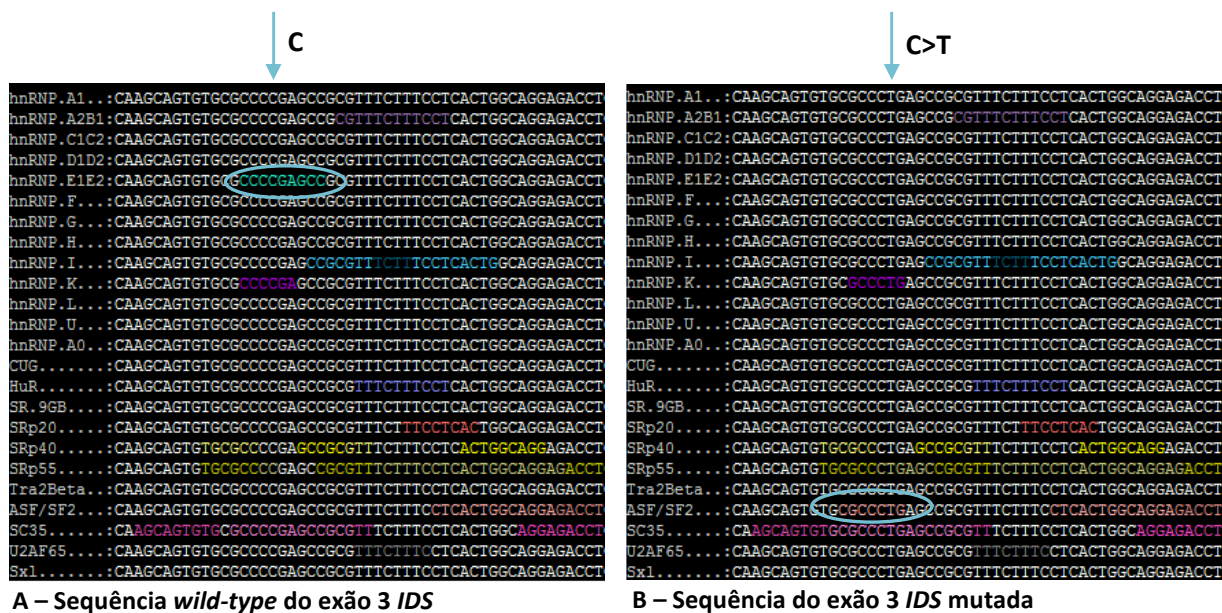 C
hnRNP.A1..:CAAGCAGTGTGCGCCCCGAGCCGCGTTTCTTTCCTCACTGGCAGGAGACCT
hnRNP.A2B1:CAAGCAGTGTGCGCCCCGAGCCGCGTTTCTTTCCTCACTGGCAGGAGACCT
hnRNP.C1C2:CAAGCAGTGTGCGCCCCGAGCCGCGTTTCTTTCCTCACTGGCAGGAGACCT
hnRNP.D1D2:CAAGCAGTGTGCGCCCCGAGCCGCGTTTCTTTCCTCACTGGCAGGAGACCT
hnRNP.E1E2:CAAGCAGTGTGCGCCCCGAGCCGCGTTTCTTTCCTCACTGGCAGGAGACCT
hnRNP.F...:CAAGCAGTGTGCGCCCCGAGCCGCGTTTCTTTCCTCACTGGCAGGAGACCT
hnRNP.G...:CAAGCAGTGTGCGCCCCGAGCCGCGTTTCTTTCCTCACTGGCAGGAGACCT
hnRNP.H...:CAAGCAGTGTGCGCCCCGAGCCGCGTTTCTTTCCTCACTGGCAGGAGACCT
hnRNP.I...:CAAGCAGTGTGCGCCCCGAGCCGCGTTTCTTTCCTCACTGGCAGGAGACCT
hnRNP.K...:CAAGCAGTGTGCGCCCCGAGCCGCGTTTCTTTCCTCACTGGCAGGAGACCT
hnRNP.L...:CAAGCAGTGTGCGCCCCGAGCCGCGTTTCTTTCCTCACTGGCAGGAGACCT
hnRNP.U...:CAAGCAGTGTGCGCCCCGAGCCGCGTTTCTTTCCTCACTGGCAGGAGACCT
hnRNP.A0..:CAAGCAGTGTGCGCCCCGAGCCGCGTTTCTTTCCTCACTGGCAGGAGACCT
CUG.......:CAAGCAGTGTGCGCCCCGAGCCGCGTTTCTTTCCTCACTGGCAGGAGACCT
HuR.......:CAAGCAGTGTGCGCCCCGAGCCGCGTTTCTTTCCTCACTGGCAGGAGACCT
SR.9GB....:CAAGCAGTGTGCGCCCCGAGCCGCGTTTCTTTCCTCACTGGCAGGAGACCT
SRp20.....:CAAGCAGTGTGCGCCCCGAGCCGCGTTTCTTTCCTCACTGGCAGGAGACCT
SRp40.....:CAAGCAGTGTGCGCCCCGAGCCGCGTTTCTTTCCTCACTGGCAGGAGACCT
SRp55.....:CAAGCAGTGTGCGCCCCGAGCCGCGTTTCTTTCCTCACTGGCAGGAGACCT
Tra2Beta..:CAAGCAGTGTGCGCCCCGAGCCGCGTTTCTTTCCTCACTGGCAGGAGACCT
ASF/SF2...:CAAGCAGTGTGCGCCCCGAGCCGCGTTTCTTTCCTCACTGGCAGGAGACCT
SC35......:CAAGCAGTGTGCGCCCCGAGCCGCGTTTCTTTCCTCACTGGCAGGAGACCT
U2AF65....:CAAGCAGTGTGCGCCCCGAGCCGCGTTTCTTTCCTCACTGGCAGGAGACCT
Sxl.......:CAAGCAGTGTGCGCCCCGAGCCGCGTTTCTTTCCTCACTGGCAGGAGACCT
A – Sequência wild-type do exão 3 IDS
C>T
hnRNP.A1..:CAAGCAGTGTGCGCCCTGAGCCGCGTTTCTTTCCTCACTGGCAGGAGACCT
hnRNP.A2B1:CAAGCAGTGTGCGCCCTGAGCCGCGTTTCTTTCCTCACTGGCAGGAGACCT
hnRNP.C1C2:CAAGCAGTGTGCGCCCTGAGCCGCGTTTCTTTCCTCACTGGCAGGAGACCT
hnRNP.D1D2:CAAGCAGTGTGCGCCCTGAGCCGCGTTTCTTTCCTCACTGGCAGGAGACCT
hnRNP.E1E2:CAAGCAGTGTGCGCCCTGAGCCGCGTTTCTTTCCTCACTGGCAGGAGACCT
hnRNP.F...:CAAGCAGTGTGCGCCCTGAGCCGCGTTTCTTTCCTCACTGGCAGGAGACCT
hnRNP.G...:CAAGCAGTGTGCGCCCTGAGCCGCGTTTCTTTCCTCACTGGCAGGAGACCT
hnRNP.H...:CAAGCAGTGTGCGCCCTGAGCCGCGTTTCTTTCCTCACTGGCAGGAGACCT
hnRNP.I...:CAAGCAGTGTGCGCCCTGAGCCGCGTTTCTTTCCTCACTGGCAGGAGACCT
hnRNP.K...:CAAGCAGTGTGCGCCCTGAGCCGCGTTTCTTTCCTCACTGGCAGGAGACCT
hnRNP.L...:CAAGCAGTGTGCGCCCTGAGCCGCGTTTCTTTCCTCACTGGCAGGAGACCT
hnRNP.U...:CAAGCAGTGTGCGCCCTGAGCCGCGTTTCTTTCCTCACTGGCAGGAGACCT
hnRNP.A0..:CAAGCAGTGTGCGCCCTGAGCCGCGTTTCTTTCCTCACTGGCAGGAGACCT
CUG.......:CAAGCAGTGTGCGCCCTGAGCCGCGTTTCTTTCCTCACTGGCAGGAGACCT
HuR.......:CAAGCAGTGTGCGCCCTGAGCCGCGTTTCTTTCCTCACTGGCAGGAGACCT
SR.9GB....:CAAGCAGTGTGCGCCCTGAGCCGCGTTTCTTTCCTCACTGGCAGGAGACCT
SRp20.....:CAAGCAGTGTGCGCCCTGAGCCGCGTTTCTTTCCTCACTGGCAGGAGACCT
SRp40.....:CAAGCAGTGTGCGCCCTGAGCCGCGTTTCTTTCCTCACTGGCAGGAGACCT
SRp55.....:CAAGCAGTGTGCGCCCTGAGCCGCGTTTCTTTCCTCACTGGCAGGAGACCT
Tra2Beta..:CAAGCAGTGTGCGCCCTGAGCCGCGTTTCTTTCCTCACTGGCAGGAGACCT
ASF/SF2...:CAAGCAGTGTGCGCCCTGAGCCGCGTTTCTTTCCTCACTGGCAGGAGACCT
SC35......:CAAGCAGTGTGCGCCCTGAGCCGCGTTTCTTTCCTCACTGGCAGGAGACCT
U2AF65....:CAAGCAGTGTGCGCCCTGAGCCGCGTTTCTTTCCTCACTGGCAGGAGACCT
Sxl.......:CAAGCAGTGTGCGCCCTGAGCCGCGTTTCTTTCCTCACTGGCAGGAGACCT
B – Sequência do exão 3 IDS mutada